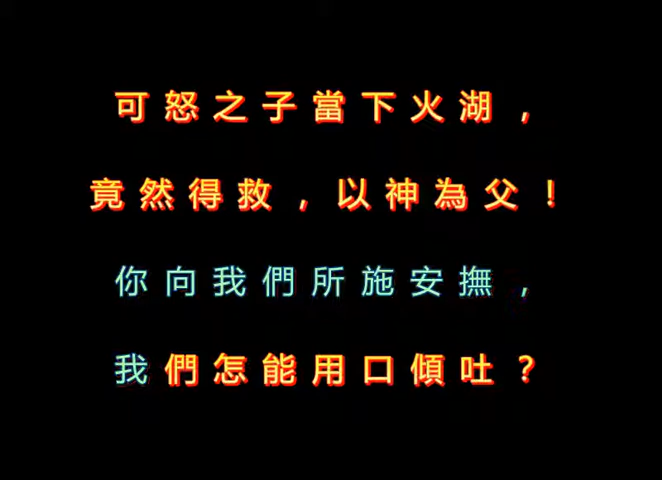 可怒之子當下火湖，
竟然得救，以神為父！
你向我們所施安撫，
我們怎能用口傾吐？